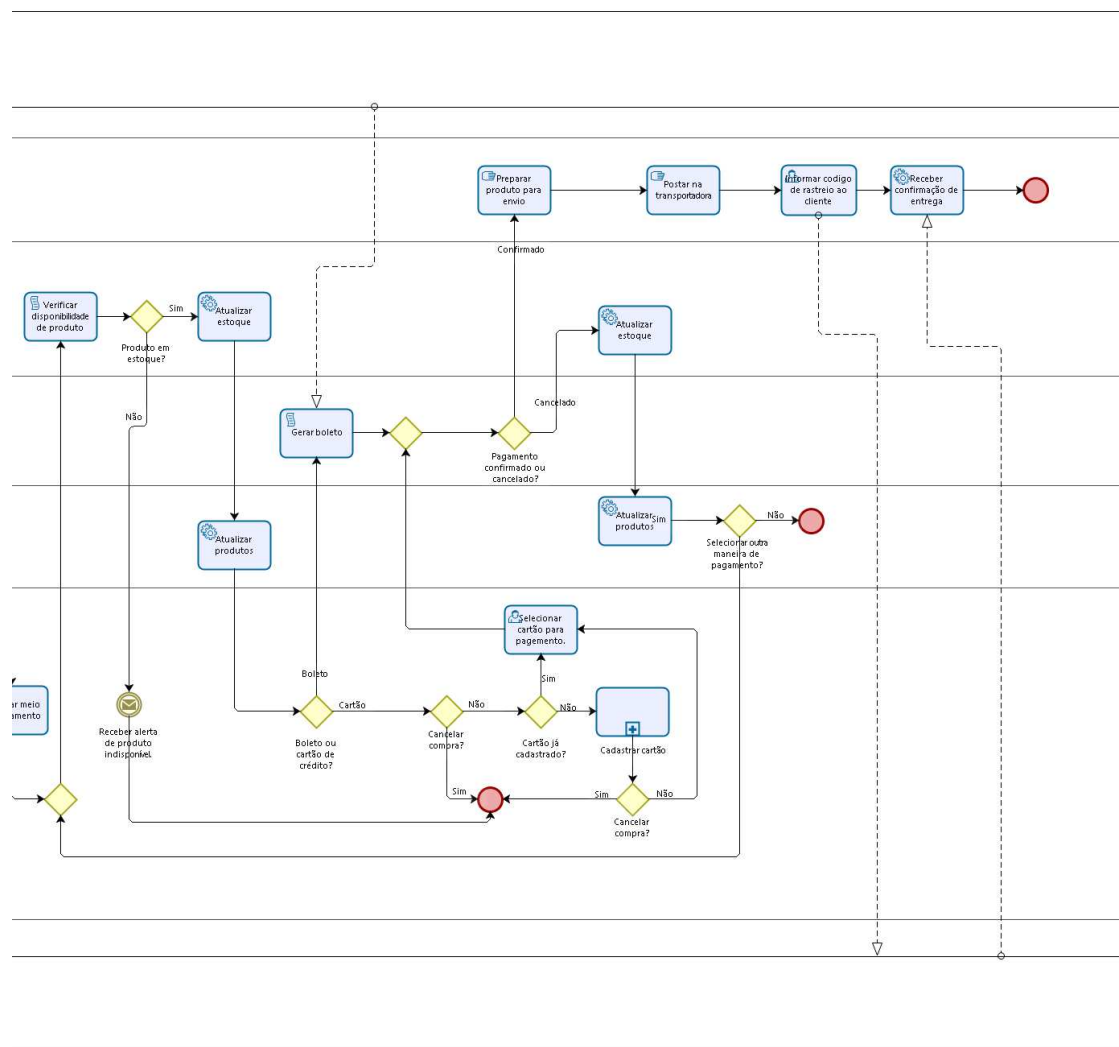 Preparar
produto para
envio
Postar na
transportadora
Informar codigo
de rastreio ao
cliente
Receber
confirmação de
entrega
Confirmado
Verificar
disponibilidade
de produto
Sim
Produto em
estoque?
Atualizar
estoque
Atualizar
estoque
Não
Cancelado
Gerar boleto
Pagamento
confirmado ou
cancelado?
Atualizar
produtos
Atualizar
produtos
Sim
Não
Selecionar outra
maneira de
pagamento?
Selecionar
cartão para
pagemento.
Boleto
Sim
ar meio
amento
Receber alerta
de produto
indisponível
Cartão
Boleto ou
cartão de
crédito?
Não
Cancelar
compra?
Não
Cartão já
cadastrado?
Cadastrar cartão
Sim
Sim
Não
Cancelar
compra?